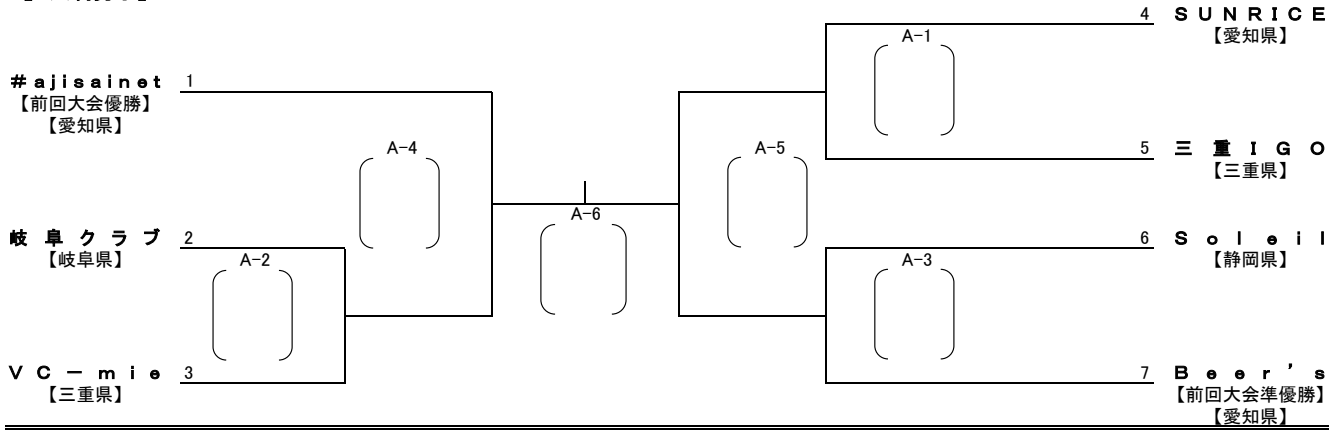 #ajisainet 1
【前回大会優勝】
【愛知県】
A-4
岐阜クラブ 2
【岐阜県】
A-2
VC-mie 3
【三重県】
A-6
4 SUNRICE
【愛知県】
A-1
5 三重IGO
【三重県】
A-5
6 Soleil
【静岡県】
A-3
7 Beer's
【前回大会準優勝】
【愛知県】